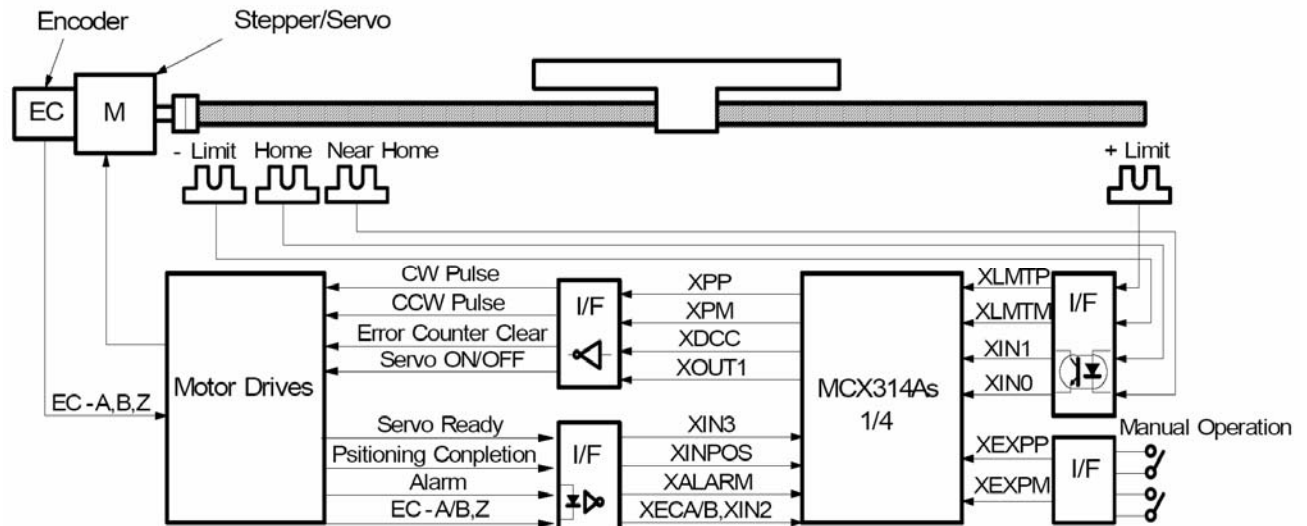 Encoder
Stepper/Servo
EC
M
- Limit
Home
Near Home
+ Limit
CW Pulse
CCW Pulse
Error Counter Clear
Servo ON/OFF
I/F
XPP
XPM
XDCC
XOUT1
XLMTP
XLMTM
XIN1
XIN0
I/F
Motor Drives
MCX314As
1/4
EC-A,B,Z
Servo Ready
Psitioning Conpletion
Alarm
EC-A/B,Z
I/F
XIN3
XINPOS
XALARM
XECA/B,XIN2
XEXPP
XEXPM
I/F
Manual Operation